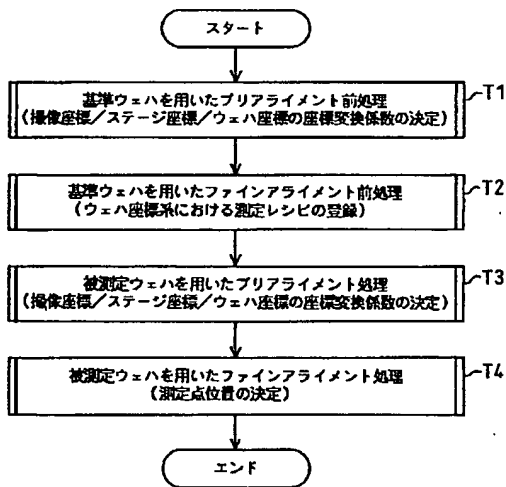 スタート
基準ウェハを用いたプリアライメント前処理
(撮像座標／ステージ座標／ウェハ座標の座標変換係数の決定)
T1
基準ウェハを用いたファインアライメント前処理
(ウェハ座標系における測定レシピの登録)
T2
被測定ウェハを用いたプリアライメント処理
(撮像座標／ステージ座標／ウェハ座標の座標変換係数の決定)
T3
被測定ウェハを用いたファインアライメント処理
(測定点位置の決定)
T4
エンド